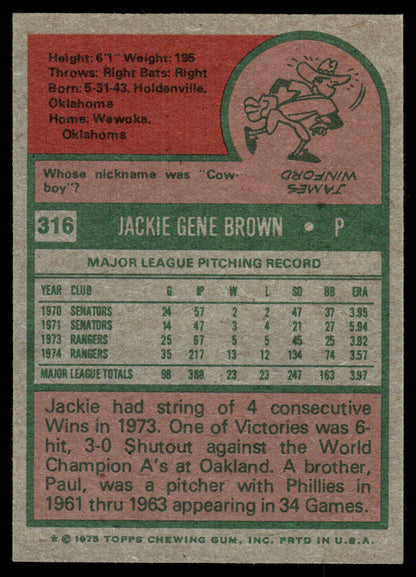 Height: 6'1" Weight: 195
Throws: Right Bats: Right
Born: 5-31-43, Holdenville,
Oklahoma
Home: Wewoka,
Oklahoma
Whose nickname was "Cow-
boy"?
JAMES
WINFORD
316 JACKIE GENE BROWN • P
MAJOR LEAGUE PITCHING RECORD
YEAR CLUB G IP W L SO BB ERA
1970 SENATORS 24 57 2 2 47 37 3.95
1971 SENATORS 14 47 3 4 21 27 5.94
1973 RANGERS 25 67 5 5 45 25 3.92
1974 RANGERS 35 217 13 12 134 74 3.57
MAJOR LEAGUE TOTALS 98 388 23 23 247 163 3.97
Jackie had string of 4 consecutive
Wins in 1973. One of Victories was 6-
hit, 3-0 Shutout against the World
Champion A's at Oakland. A brother,
Paul, was a pitcher with Phillies in
1961 thru 1963 appearing in 34 Games.
* © 1975 TOPPS CHEWING GUM, INC. PRTD IN U.S.A.